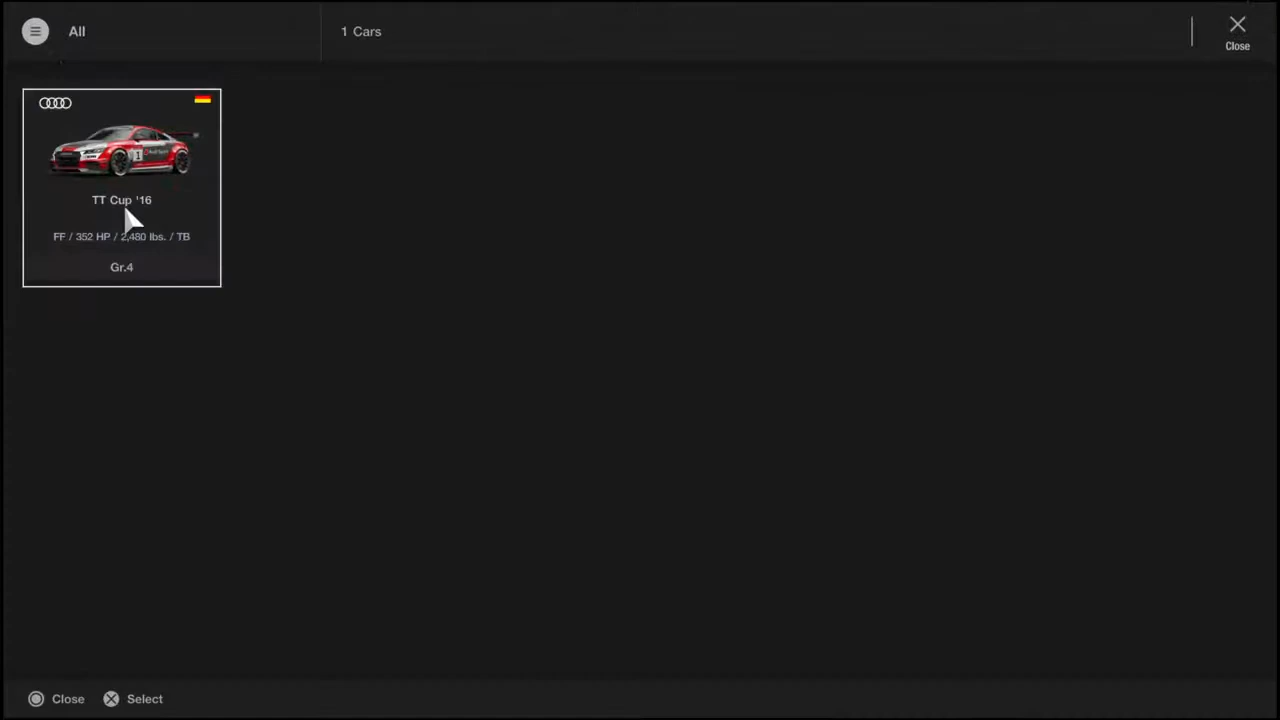 All
1 Cars
Close
TT Cup '16
FF / 352 HP / 2,480 lbs. / TB
Gr.4
Close
Select